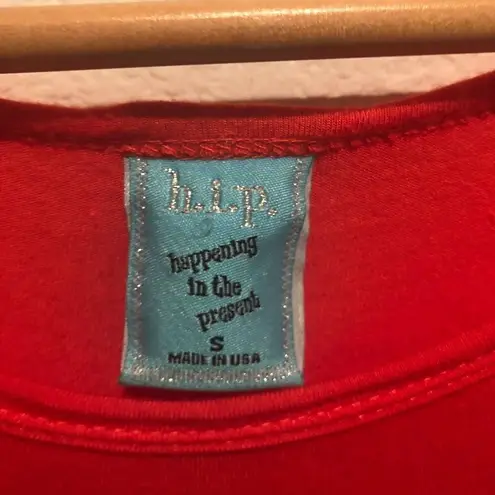 h.i.p.
happening
in the
present
S
MADE IN USA